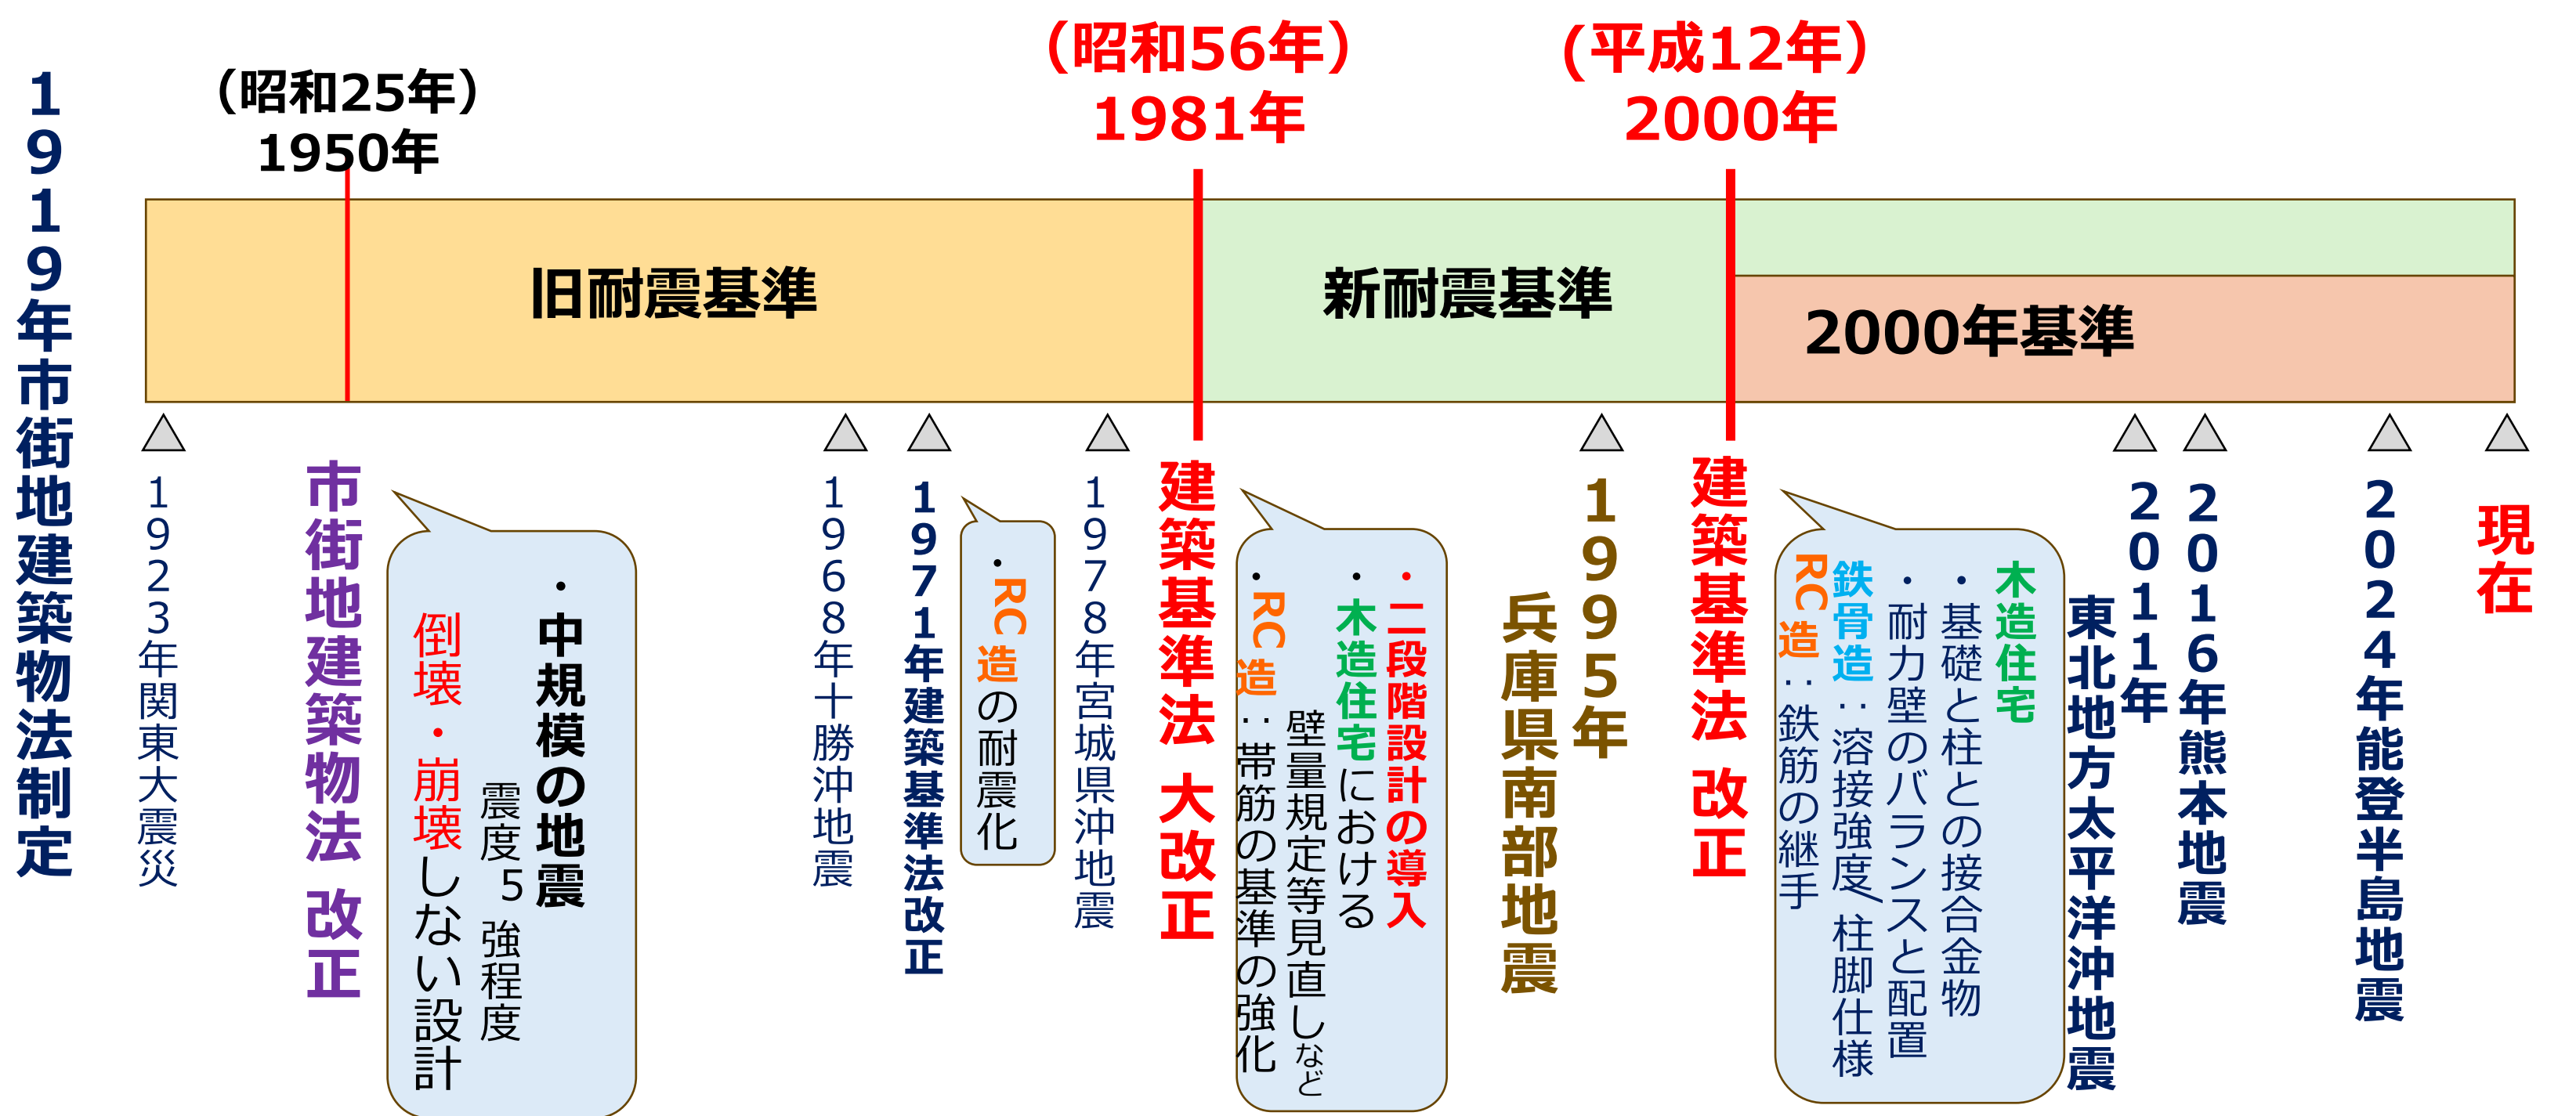 （昭和25年）
1950年
（昭和56年）
1981年
(平成12年）
2000年
旧耐震基準
新耐震基準
2000年基準
１９１９年市街地建築物法制定
１９２３年関東大震災
市街地建築物法 改正
・中規模の地震
震度５強程度
倒壊・崩壊しない設計
１９６８年十勝沖地震
１９７１年建築基準法改正
・RC造の耐震化
１９７８年宮城県沖地震
建築基準法 大改正
・二段階設計の導入
・木造住宅における
壁量規定等見直しなど
・RC造：帯筋の基準の強化
１９９５年
兵庫県南部地震
建築基準法 改正
木造住宅
・基礎と柱との接合金物
・耐力壁のバランスと配置
鉄骨造：溶接強度/柱脚仕様
RC造：鉄筋の継手
２０１１年
東北地方太平洋沖地震
２０１６年熊本地震
２０２４年能登半島地震
現在